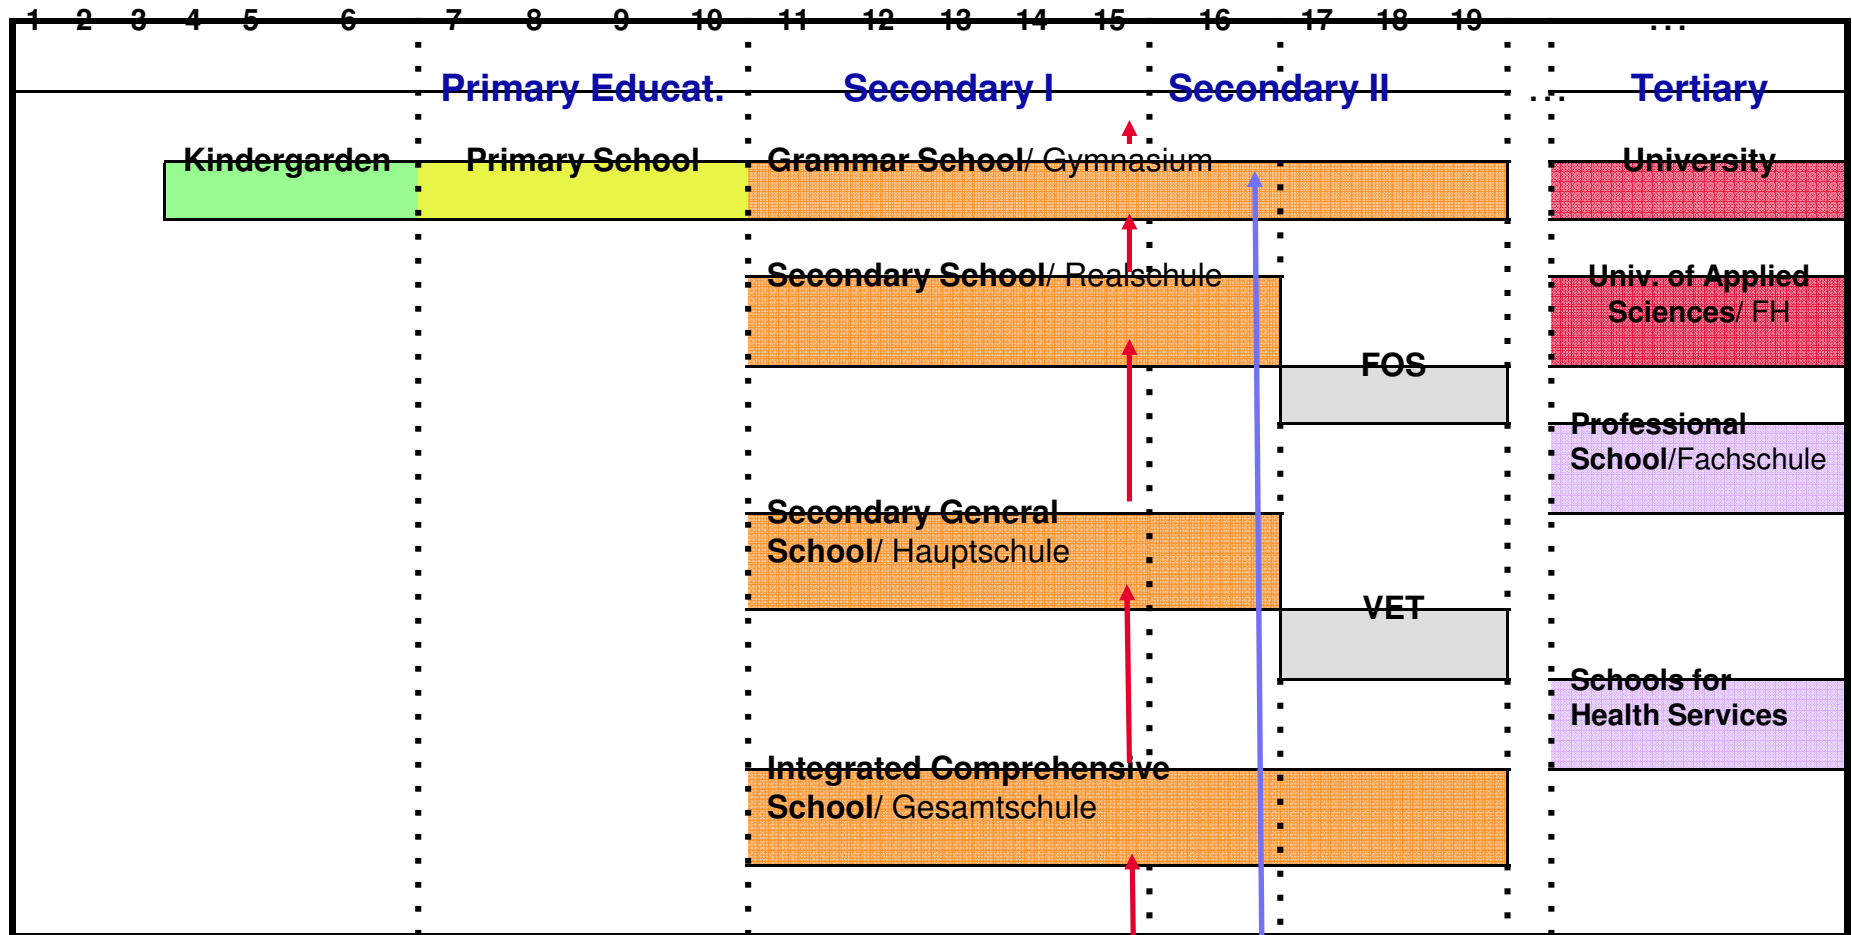 1 2 3 4 5 6 7 8 9 10 11 12 13 14 15 16 17 18 19 ...
Primary Educat. Secondary I Secondary II ... Tertiary
Kindergarden Primary School Grammar School/ Gymnasium University
Secondary School/ Realschule
Univ. of Applied
Sciences/ FH
FOS
Professional
School/Fachschule
Secondary General
School/ Hauptschule
VET
Schools for
Health Services
Integrated Comprehensive
School/ Gesamtschule